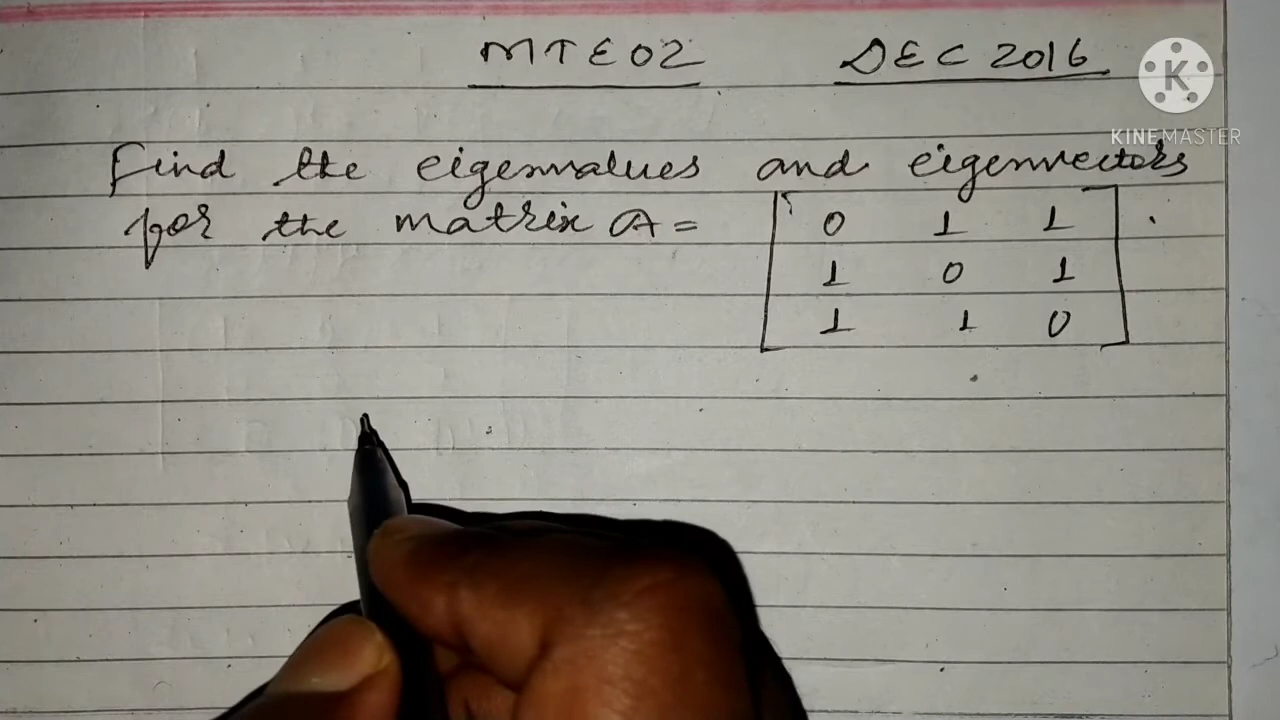 MTE02 DEC 2016
K
KINEMASTER
Find the eigenvalues and eigenvectors
for the matrix A = [ 0 1 1 ] .
1 0 1
1 1 0